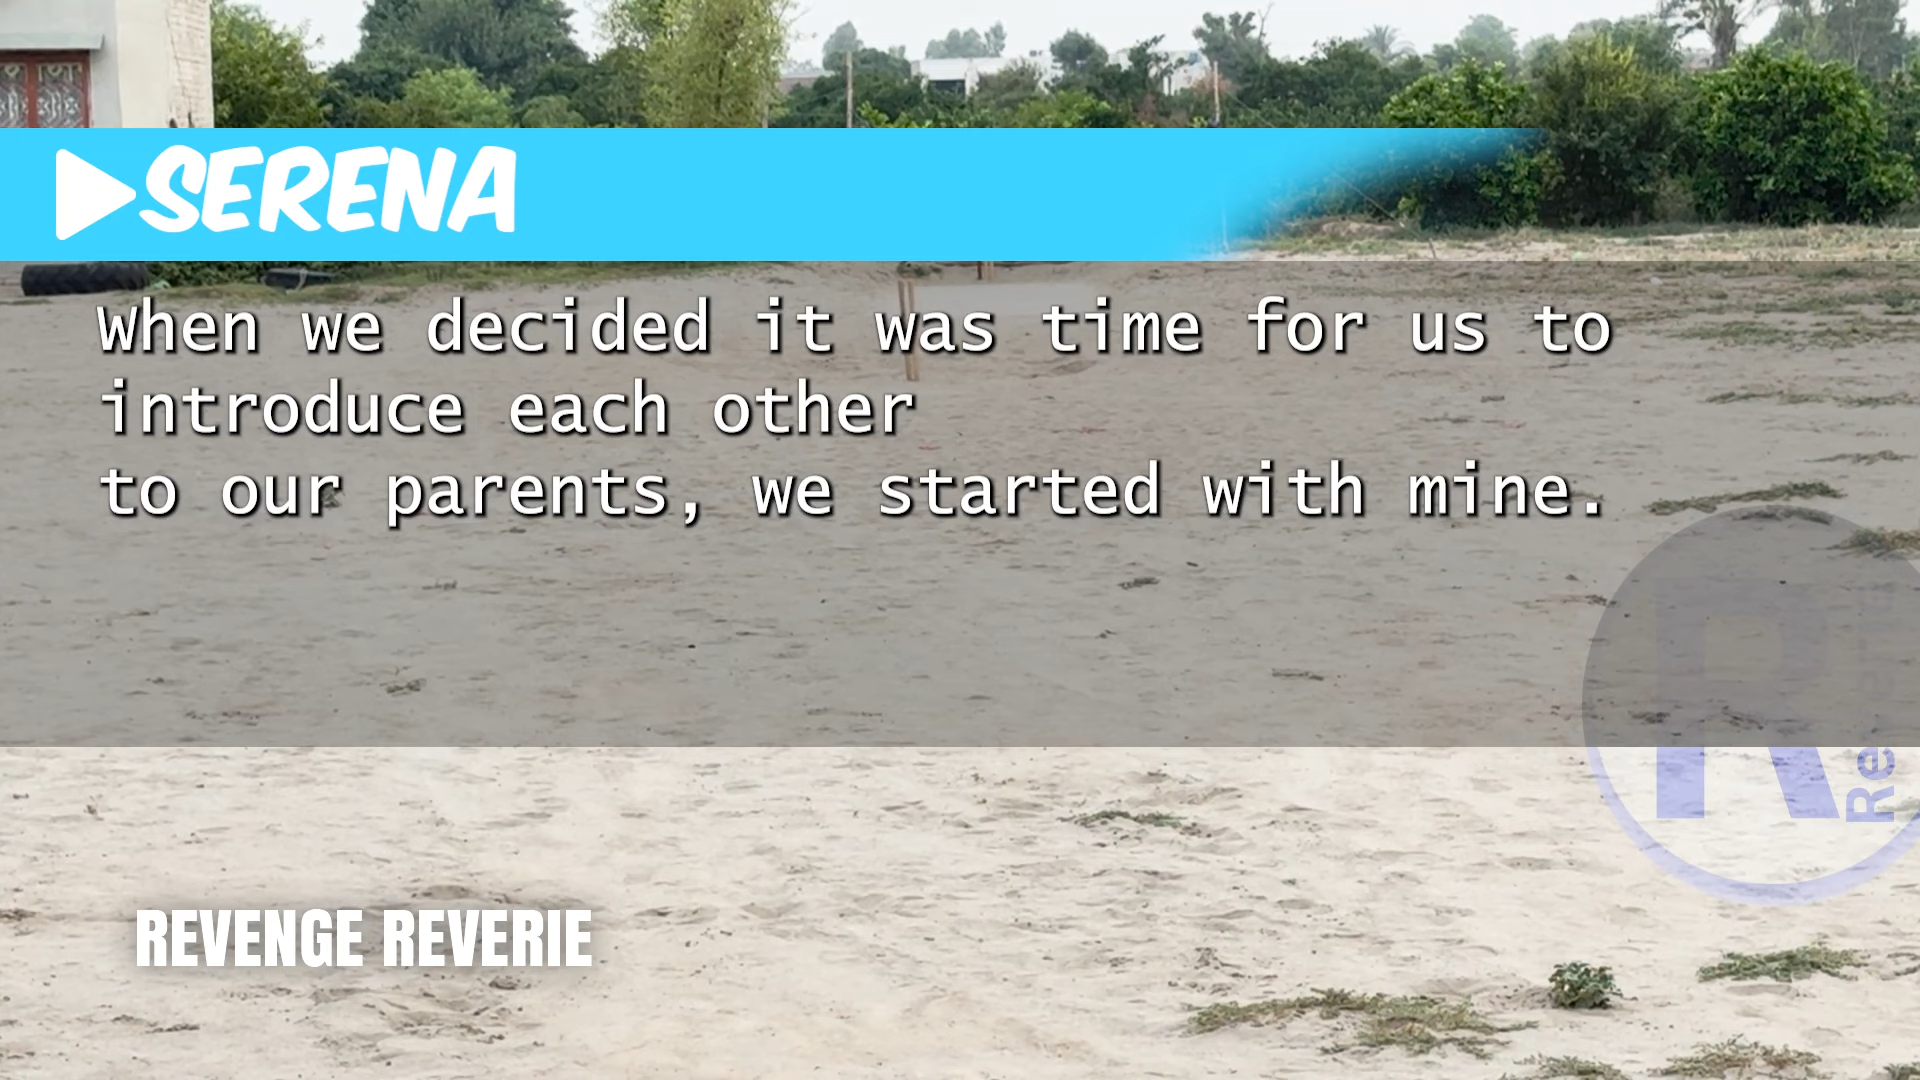 SERENA
When we decided it was time for us to
introduce each other
to our parents, we started with mine.
R
Re
REVENGE REVERIE